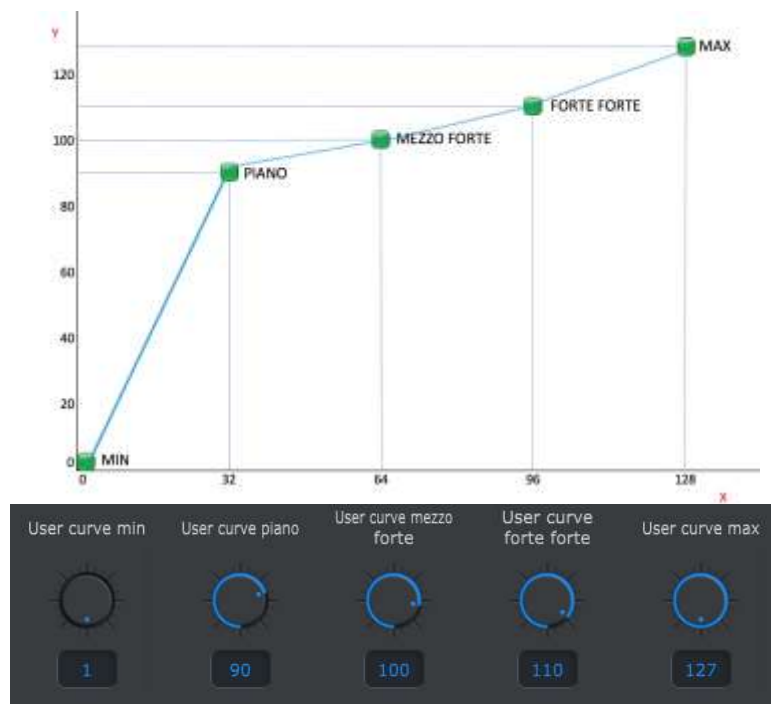 Y
MAX
120
FORTE FORTE
100
MEZZO FORTE
PIANO
80
60
40
20
0 MIN
0 32 64 96 128
X
User curve min User curve piano User curve mezzo forte User curve forte forte User curve max
1 90 100 110 127